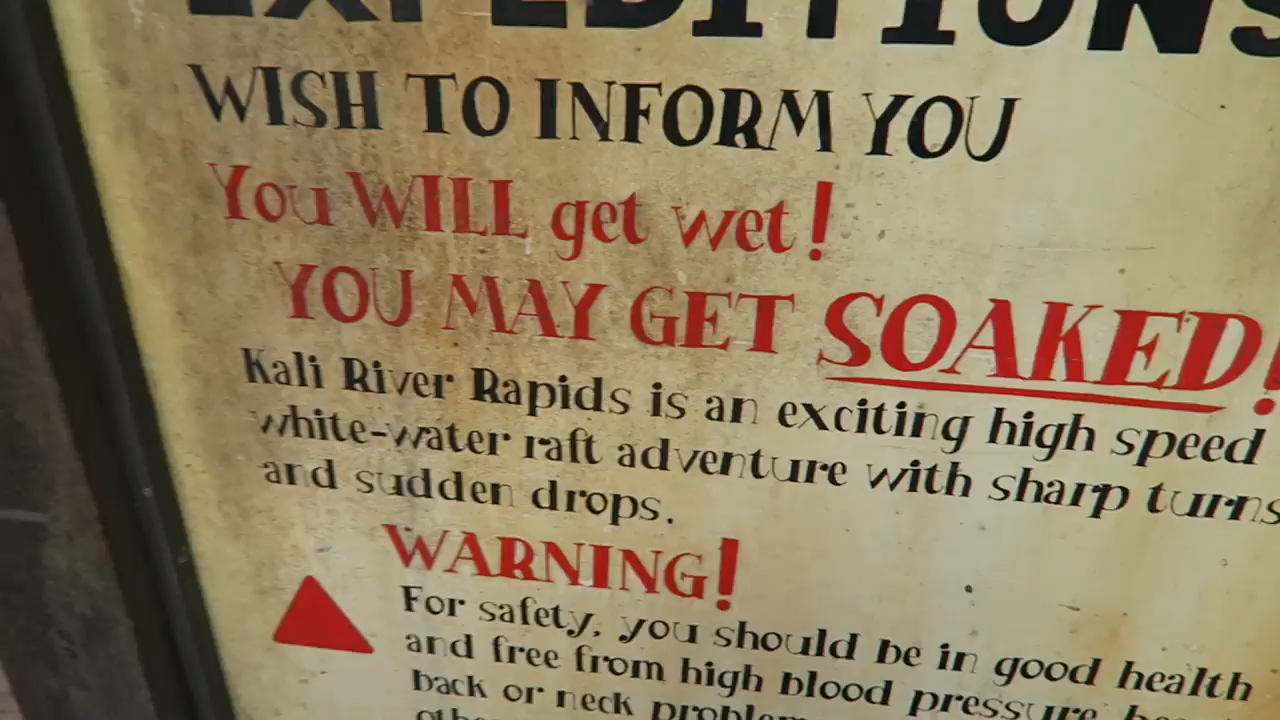 EXPEDITIONS
WISH TO INFORM YOU
You WILL get wet!
YOU MAY GET SOAKED!
Kali River Rapids is an exciting high speed
white-water raft adventure with sharp turns
and sudden drops.
WARNING!
For safety, you should be in good health
and free from high blood pressure,
back or neck